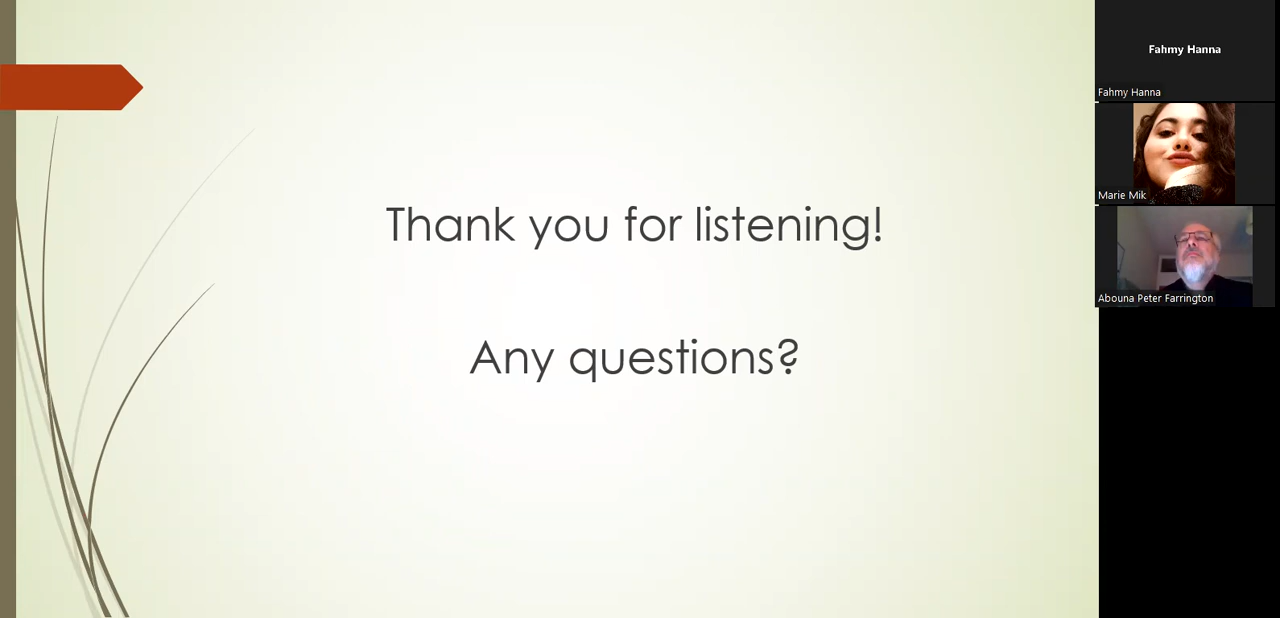 Thank you for listening!
Any questions?
Fahmy Hanna
Fahmy Hanna
Marie Mik
Abouna Peter Farrington